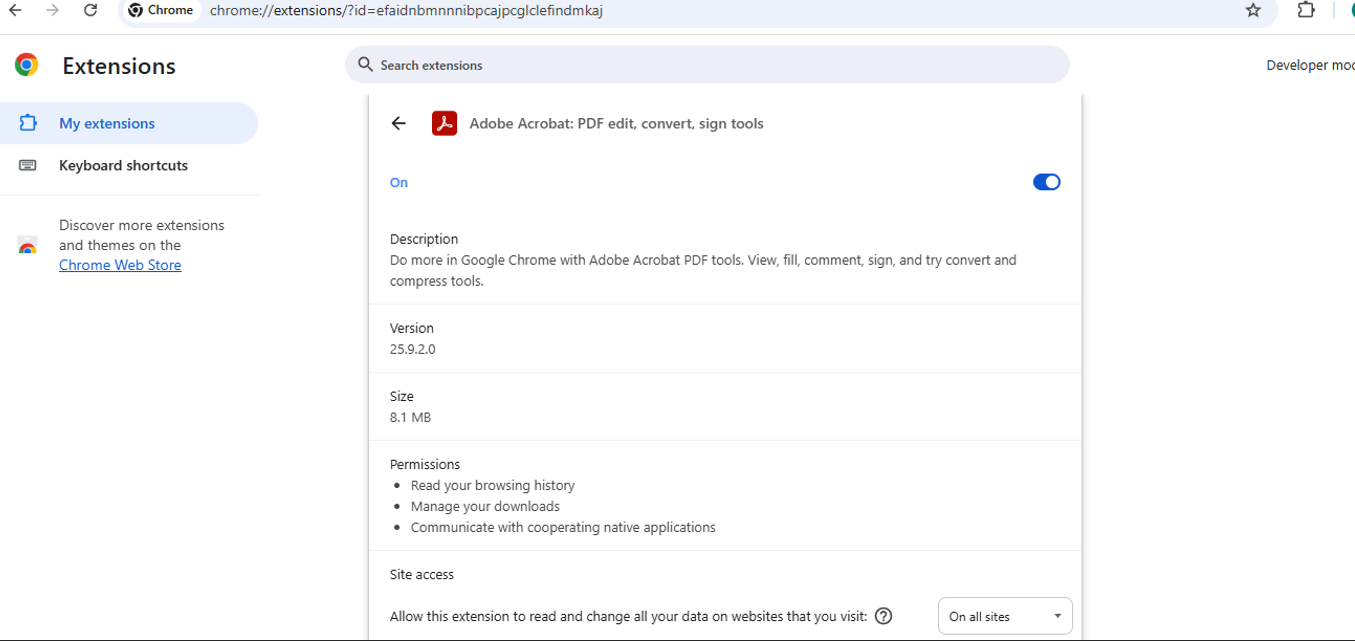 Chrome
chrome://extensions/?id=efaidnbmnnnibpcajpcglclefindmkaj
Extensions
Search extensions
Developer mod
My extensions
Keyboard shortcuts
Discover more extensions
and themes on the
Chrome Web Store
Adobe Acrobat: PDF edit, convert, sign tools
On
Description
Do more in Google Chrome with Adobe Acrobat PDF tools. View, fill, comment, sign, and try convert and
compress tools.
Version
25.9.2.0
Size
8.1 MB
Permissions
• Read your browsing history
• Manage your downloads
• Communicate with cooperating native applications
Site access
Allow this extension to read and change all your data on websites that you visit:
On all sites